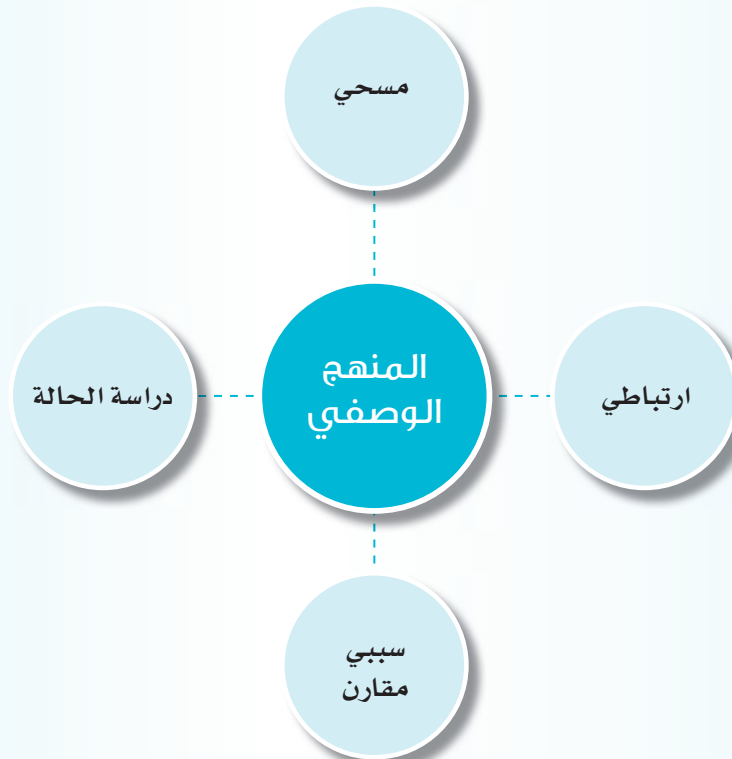 مسحي
المنهج
الوصفي
ارتباطي
دراسة الحالة
سببي
مقارن